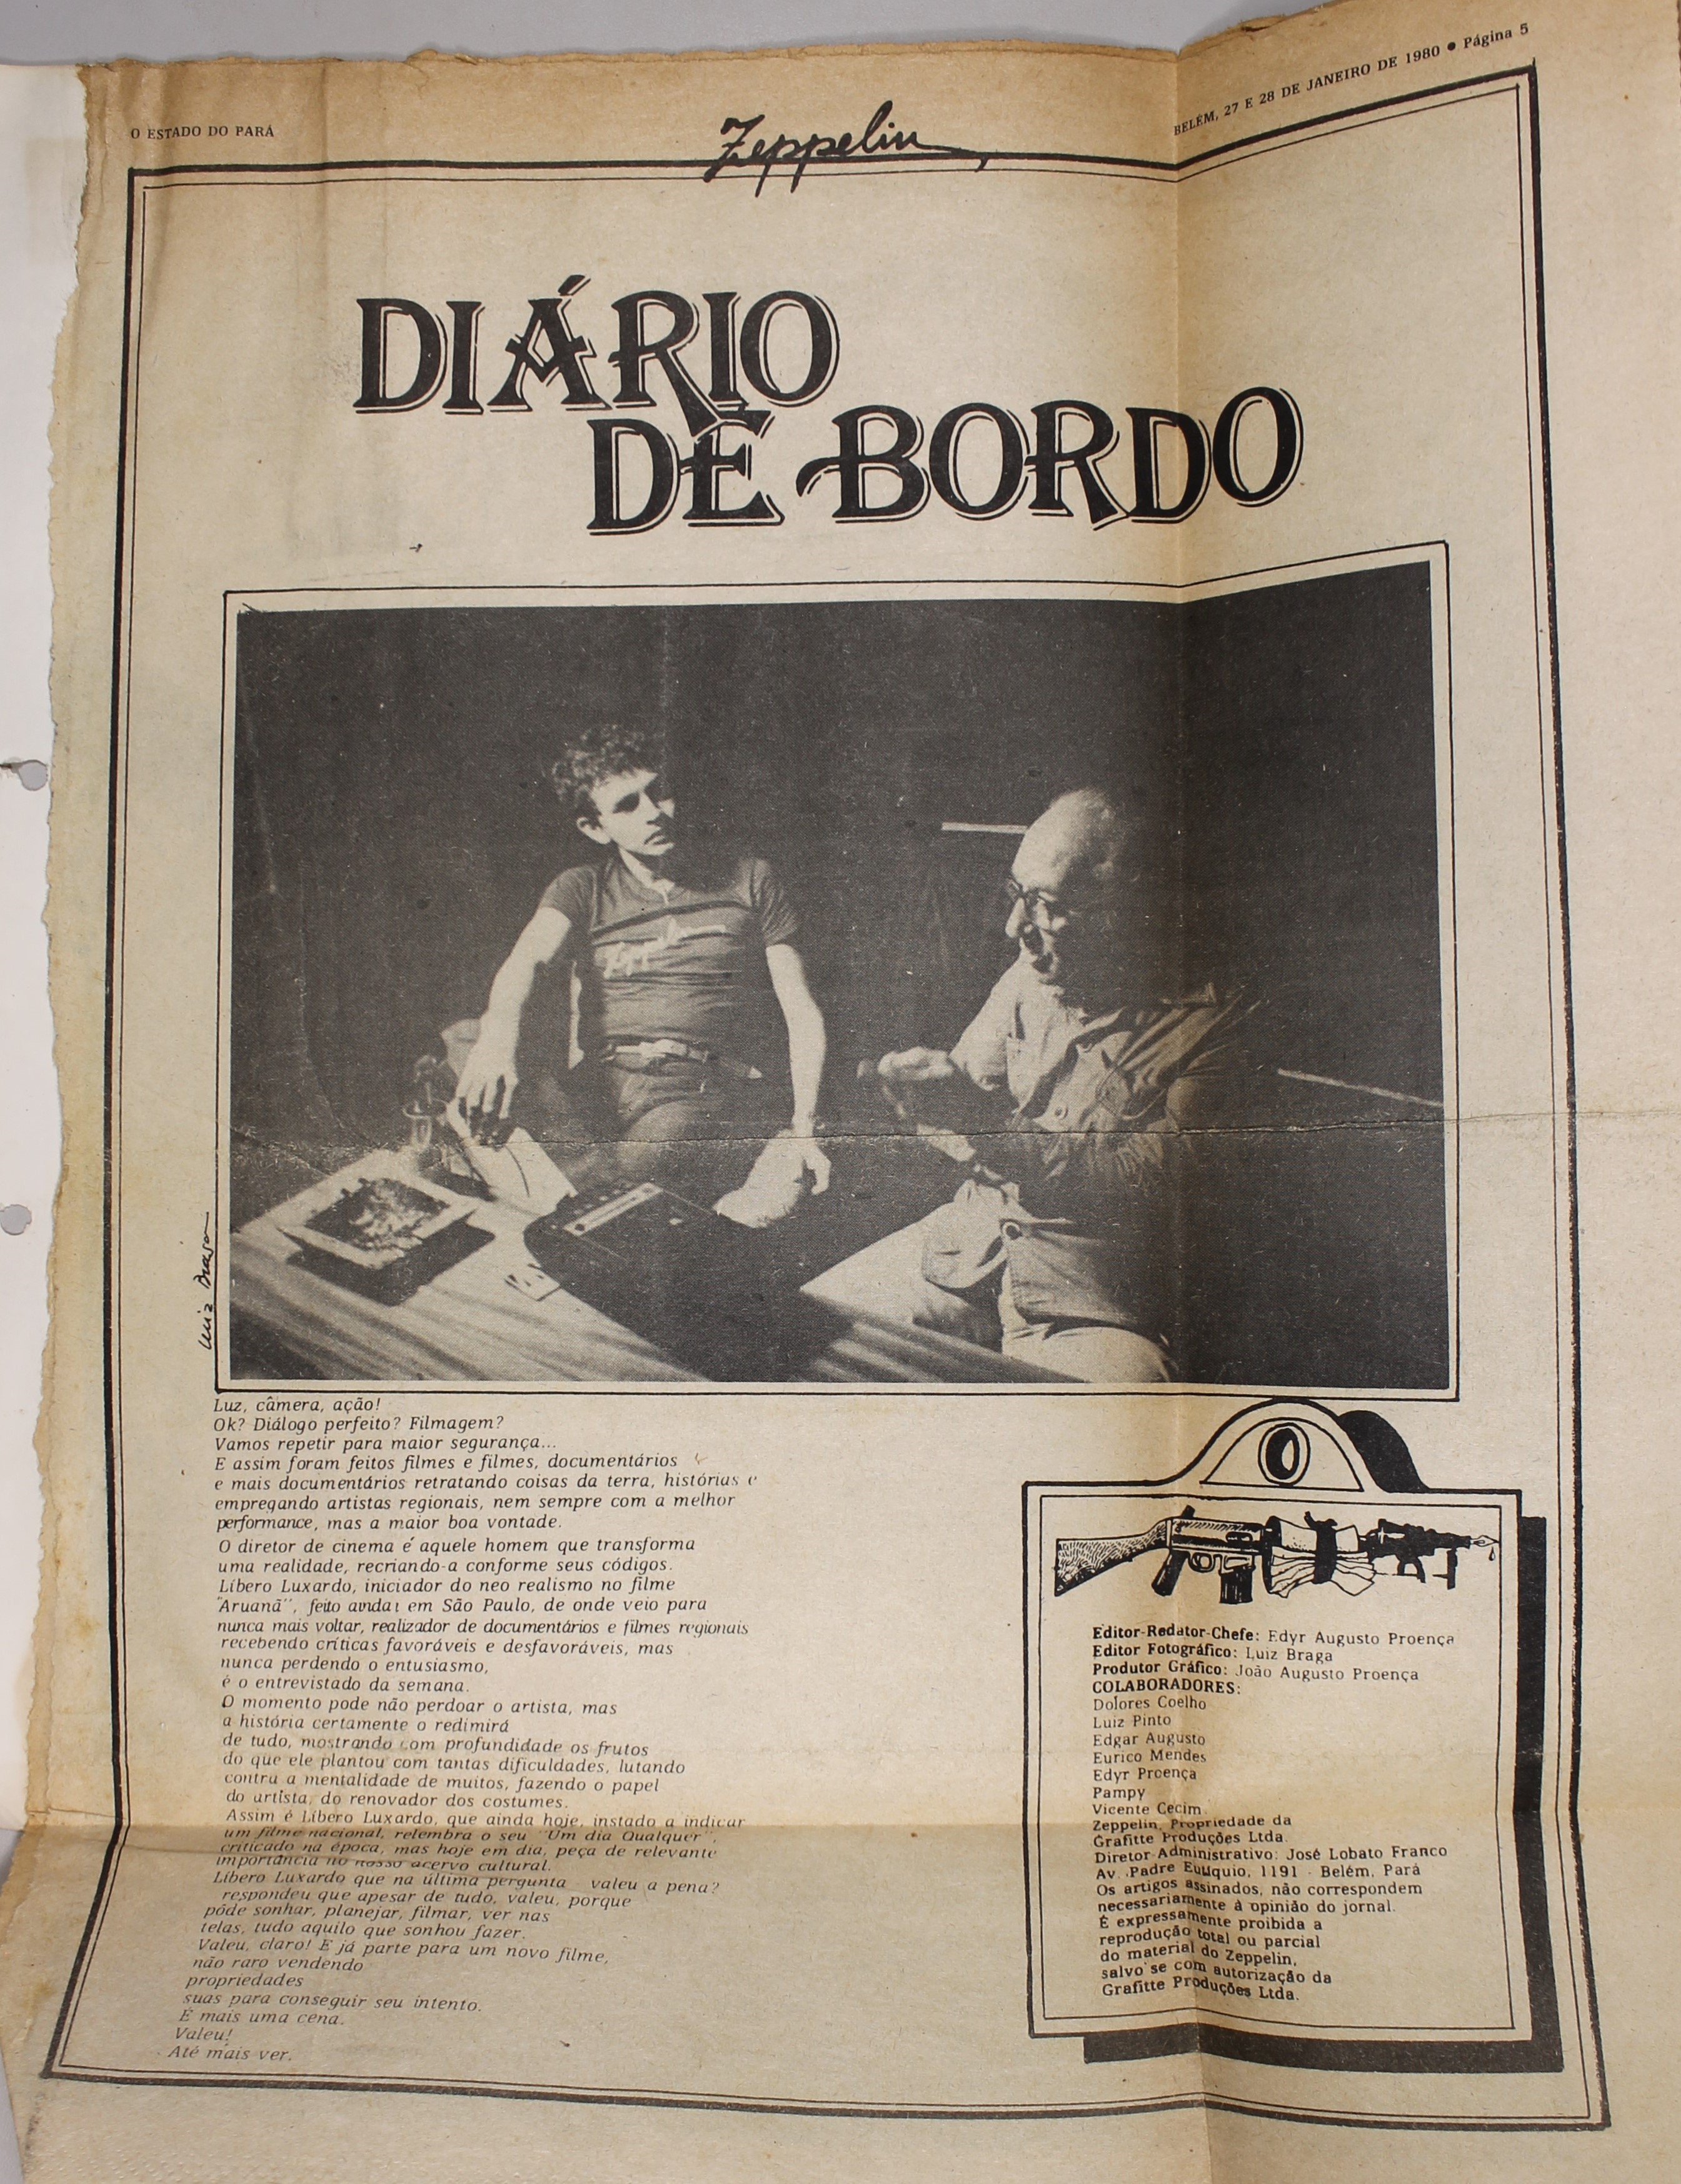 O ESTADO DO PARÁ
Zeppelin
BELÉM, 27 E 28 DE JANEIRO DE 1980 ● Página 5
DIÁRIO
DE BORDO
Luiz Braga
Luz, câmera, ação!
Ok? Diálogo perfeito? Filmagem?
Vamos repetir para maior segurança...
E assim foram feitos filmes e filmes, documentários
e mais documentários retratando coisas da terra, histórias e
empregando artistas regionais, nem sempre com a melhor
performance, mas a maior boa vontade.
O diretor de cinema é aquele homem que transforma
uma realidade, recriando-a conforme seus códigos.
Líbero Luxardo, iniciador do neo realismo no filme
"Aruanã", feito ainda em São Paulo, de onde veio para
nunca mais voltar, realizador de documentários e filmes regionais
recebendo críticas favoráveis e desfavoráveis, mas
nunca perdendo o entusiasmo,
é o entrevistado da semana.
O momento pode não perdoar o artista, mas
a história certamente o redimirá
de tudo, mostrando com profundidade os frutos
do que ele plantou com tantas dificuldades, lutando
contra a mentalidade de muitos, fazendo o papel
do artista, do renovador dos costumes.
Assim é Líbero Luxardo, que ainda hoje, instado a indicar
um filme nacional, relembra o seu "Um dia Qualquer",
criticado na época, mas hoje em dia, peça de relevante
importância no nosso acervo cultural.
Líbero Luxardo que na última pergunta - valeu a pena?
respondeu que apesar de tudo, valeu, porque
pôde sonhar, planejar, filmar, ver nas
telas, tudo aquilo que sonhou fazer.
Valeu, claro! E já parte para um novo filme,
não raro vendendo
propriedades
suas para conseguir seu intento.
É mais uma cena.
Valeu!
Até mais ver.
Editor-Redator-Chefe: Edyr Augusto Proença
Editor Fotográfico: Luiz Braga
Produtor Gráfico: João Augusto Proença
COLABORADORES:
Dolores Coelho
Luiz Pinto
Edgar Augusto
Eurico Mendes
Edyr Proença
Pampy
Vicente Cecim
Zeppelin, Propriedade da
Grafitte Produções Ltda.
Diretor Administrativo: José Lobato Franco
Av. Padre Eutíquio, 1191 - Belém, Pará
Os artigos assinados, não correspondem
necessariamente à opinião do jornal.
É expressamente proibida a
reprodução total ou parcial
do material do Zeppelin,
salvo se com autorização da
Grafitte Produções Ltda.